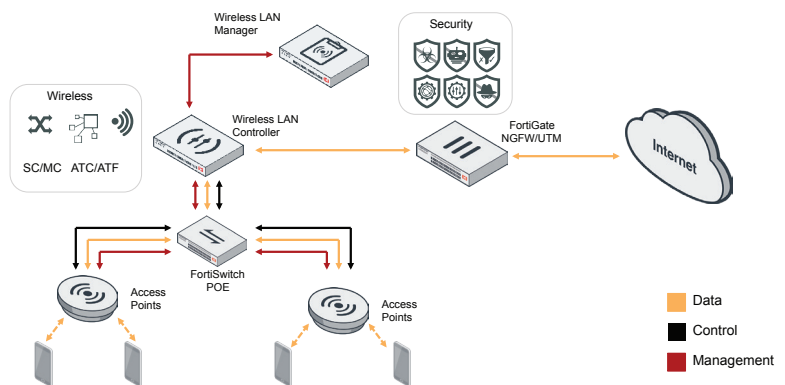 Wireless LAN
Manager
Security
Wireless
SC/MC ATC/ATF
Wireless LAN
Controller
FortiGate
NGFW/UTM
Internet
FortiSwitch
POE
Access
Points
Access
Points
Data
Control
Management